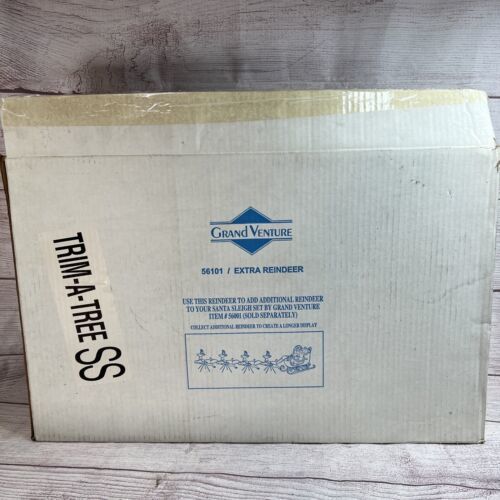 GRAND VENTURE
56101 / EXTRA REINDEER
USE THIS REINDEER TO ADD ADDITIONAL REINDEER
TO YOUR SANTA SLEIGH SET BY GRAND VENTURE
ITEM # 56001 (SOLD SEPARATELY)
COLLECT ADDITIONAL REINDEER TO CREATE A LONGER DISPLAY
TRIM-A-TREE SS